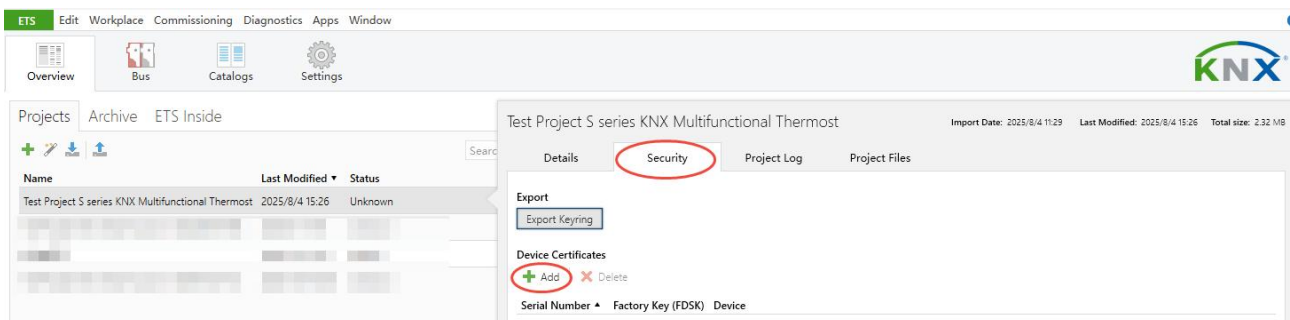 ETS Edit Workplace Commissioning Diagnostics Apps Window
Overview Bus Catalogs Settings
KNX
Projects Archive ETS Inside
Test Project S series KNX Multifunctional Thermost Import Date: 2025/8/4 11:29 Last Modified: 2025/8/4 15:26 Total size: 2.32 MB
Searc
Details Security Project Log Project Files
Name Last Modified Status
Test Project S series KNX Multifunctional Thermost 2025/8/4 15:26 Unknown
Export
Export Keyring
Device Certificates
Add Delete
Serial Number Factory Key (FDSK) Device